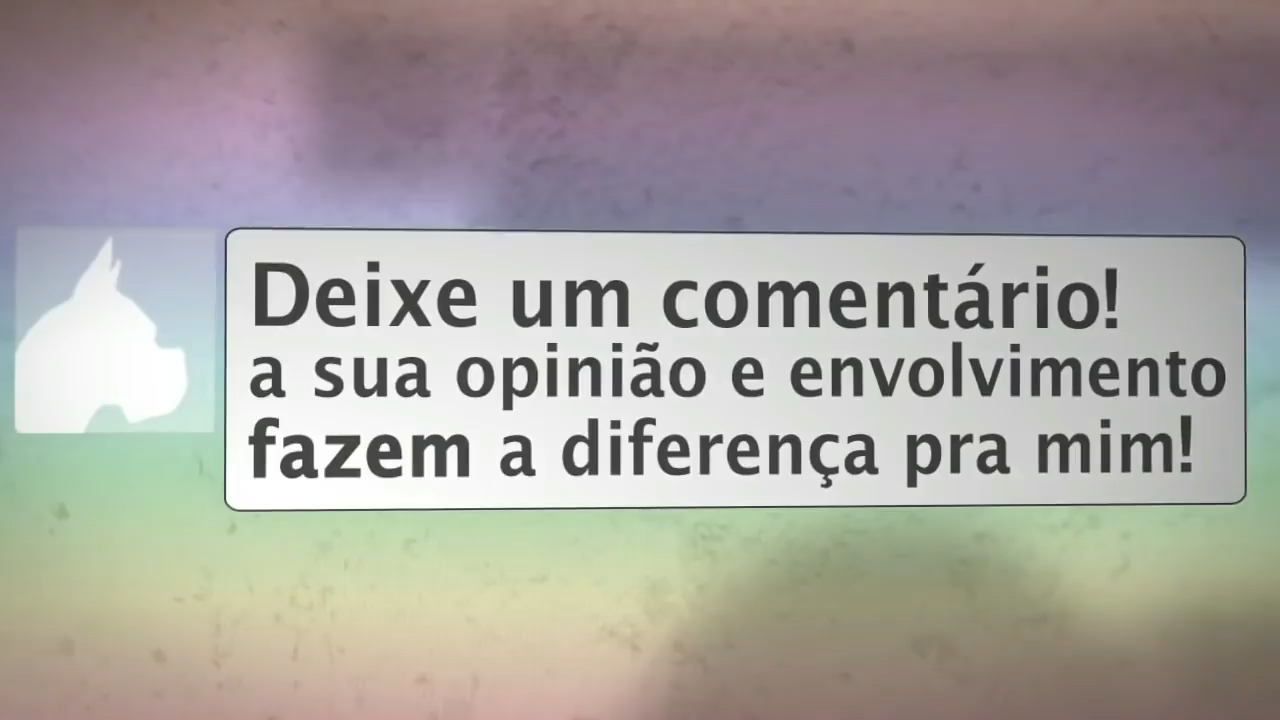 Deixe um comentário!
a sua opinião e envolvimento
fazem a diferença pra mim!